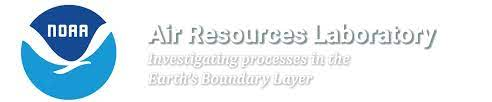 NOAA
Air Resources Laboratory
Investigating processes in the
Earth's Boundary Layer